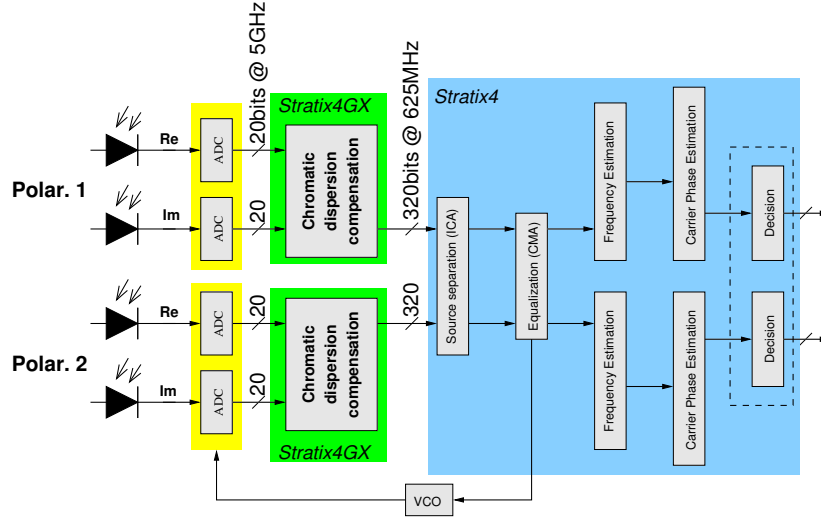 Polar. 1
Re
Im
ADC
ADC
20bits @ 5GHz
20
Stratix4GX
Chromatic
dispersion
compensation
320bits @ 625MHz
Polar. 2
Re
Im
ADC
ADC
20
20
Chromatic
dispersion
compensation
Stratix4GX
320
Stratix4
Source separation (ICA)
Equalization (CMA)
Frequency Estimation
Carrier Phase Estimation
Decision
Frequency Estimation
Carrier Phase Estimation
Decision
VCO